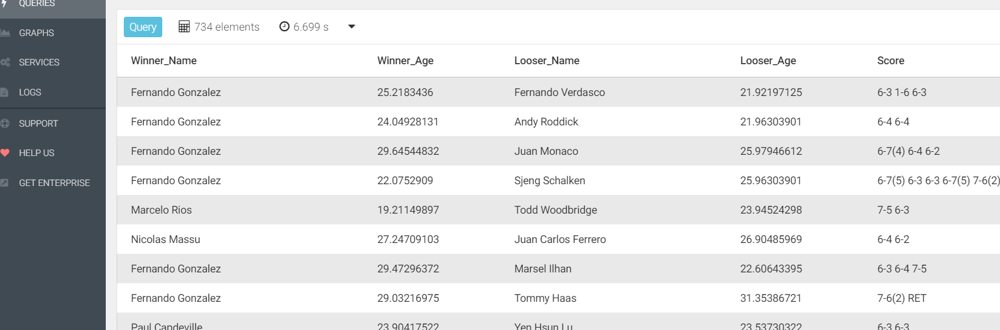 QUERIES
GRAPHS
SERVICES
LOGS
SUPPORT
HELP US
GET ENTERPRISE
Query 734 elements 6.699 s
Winner_Name Winner_Age Looser_Name Looser_Age Score
Fernando Gonzalez 25.2183436 Fernando Verdasco 21.92197125 6-3 1-6 6-3
Fernando Gonzalez 24.04928131 Andy Roddick 21.96303901 6-4 6-4
Fernando Gonzalez 29.64544832 Juan Monaco 25.97946612 6-7(4) 6-4 6-2
Fernando Gonzalez 22.0752909 Sjeng Schalken 25.96303901 6-7(5) 6-3 6-3 6-7(5) 7-6(2)
Marcelo Rios 19.21149897 Todd Woodbridge 23.94524298 7-5 6-3
Nicolas Massu 27.24709103 Juan Carlos Ferrero 26.90485969 6-4 6-2
Fernando Gonzalez 29.47296372 Marsel Ilhan 22.60643395 6-3 6-4 7-5
Fernando Gonzalez 29.03216975 Tommy Haas 31.35386721 7-6(2) RET
Paul Capdeville 23.90417522 Yen Hsun Lu 23.53730322 6-3 6-3